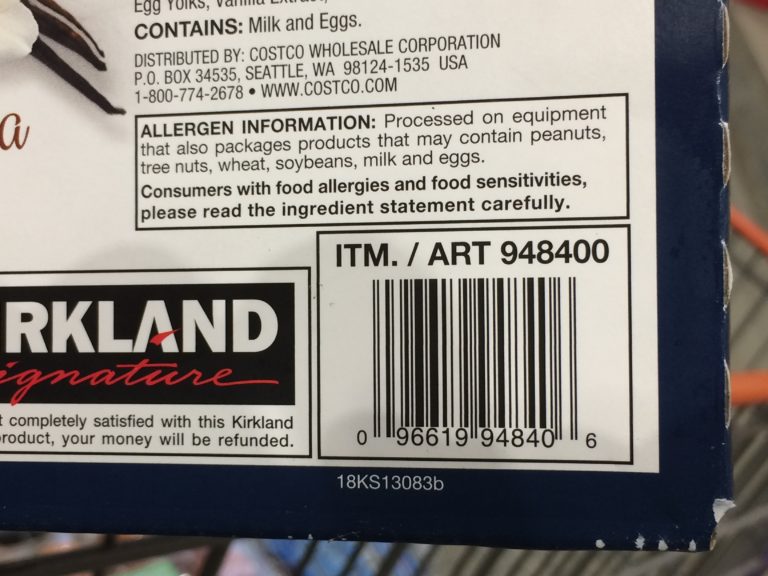 Egg Yolks, Vanilla Extract,
CONTAINS: Milk and Eggs.
DISTRIBUTED BY: COSTCO WHOLESALE CORPORATION
P.O. BOX 34535, SEATTLE, WA 98124-1535 USA
1-800-774-2678 • WWW.COSTCO.COM
a
ALLERGEN INFORMATION: Processed on equipment
that also packages products that may contain peanuts,
tree nuts, wheat, soybeans, milk and eggs.
Consumers with food allergies and food sensitivities,
please read the ingredient statement carefully.
ITM. / ART 948400
RKLAND
ignature
t completely satisfied with this Kirkland
roduct, your money will be refunded.
0 96619 94840 6
18KS13083b